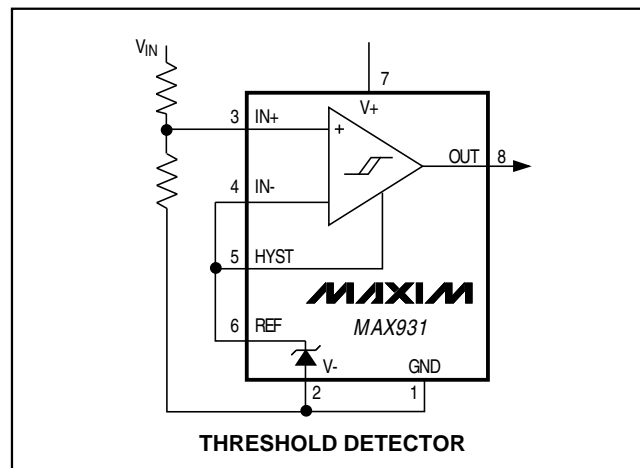 VIN
7
V+
3 IN+
+
OUT 8
4 IN-
5 HYST
MAXIM
MAX931
6 REF
V-
GND
2
1
THRESHOLD DETECTOR